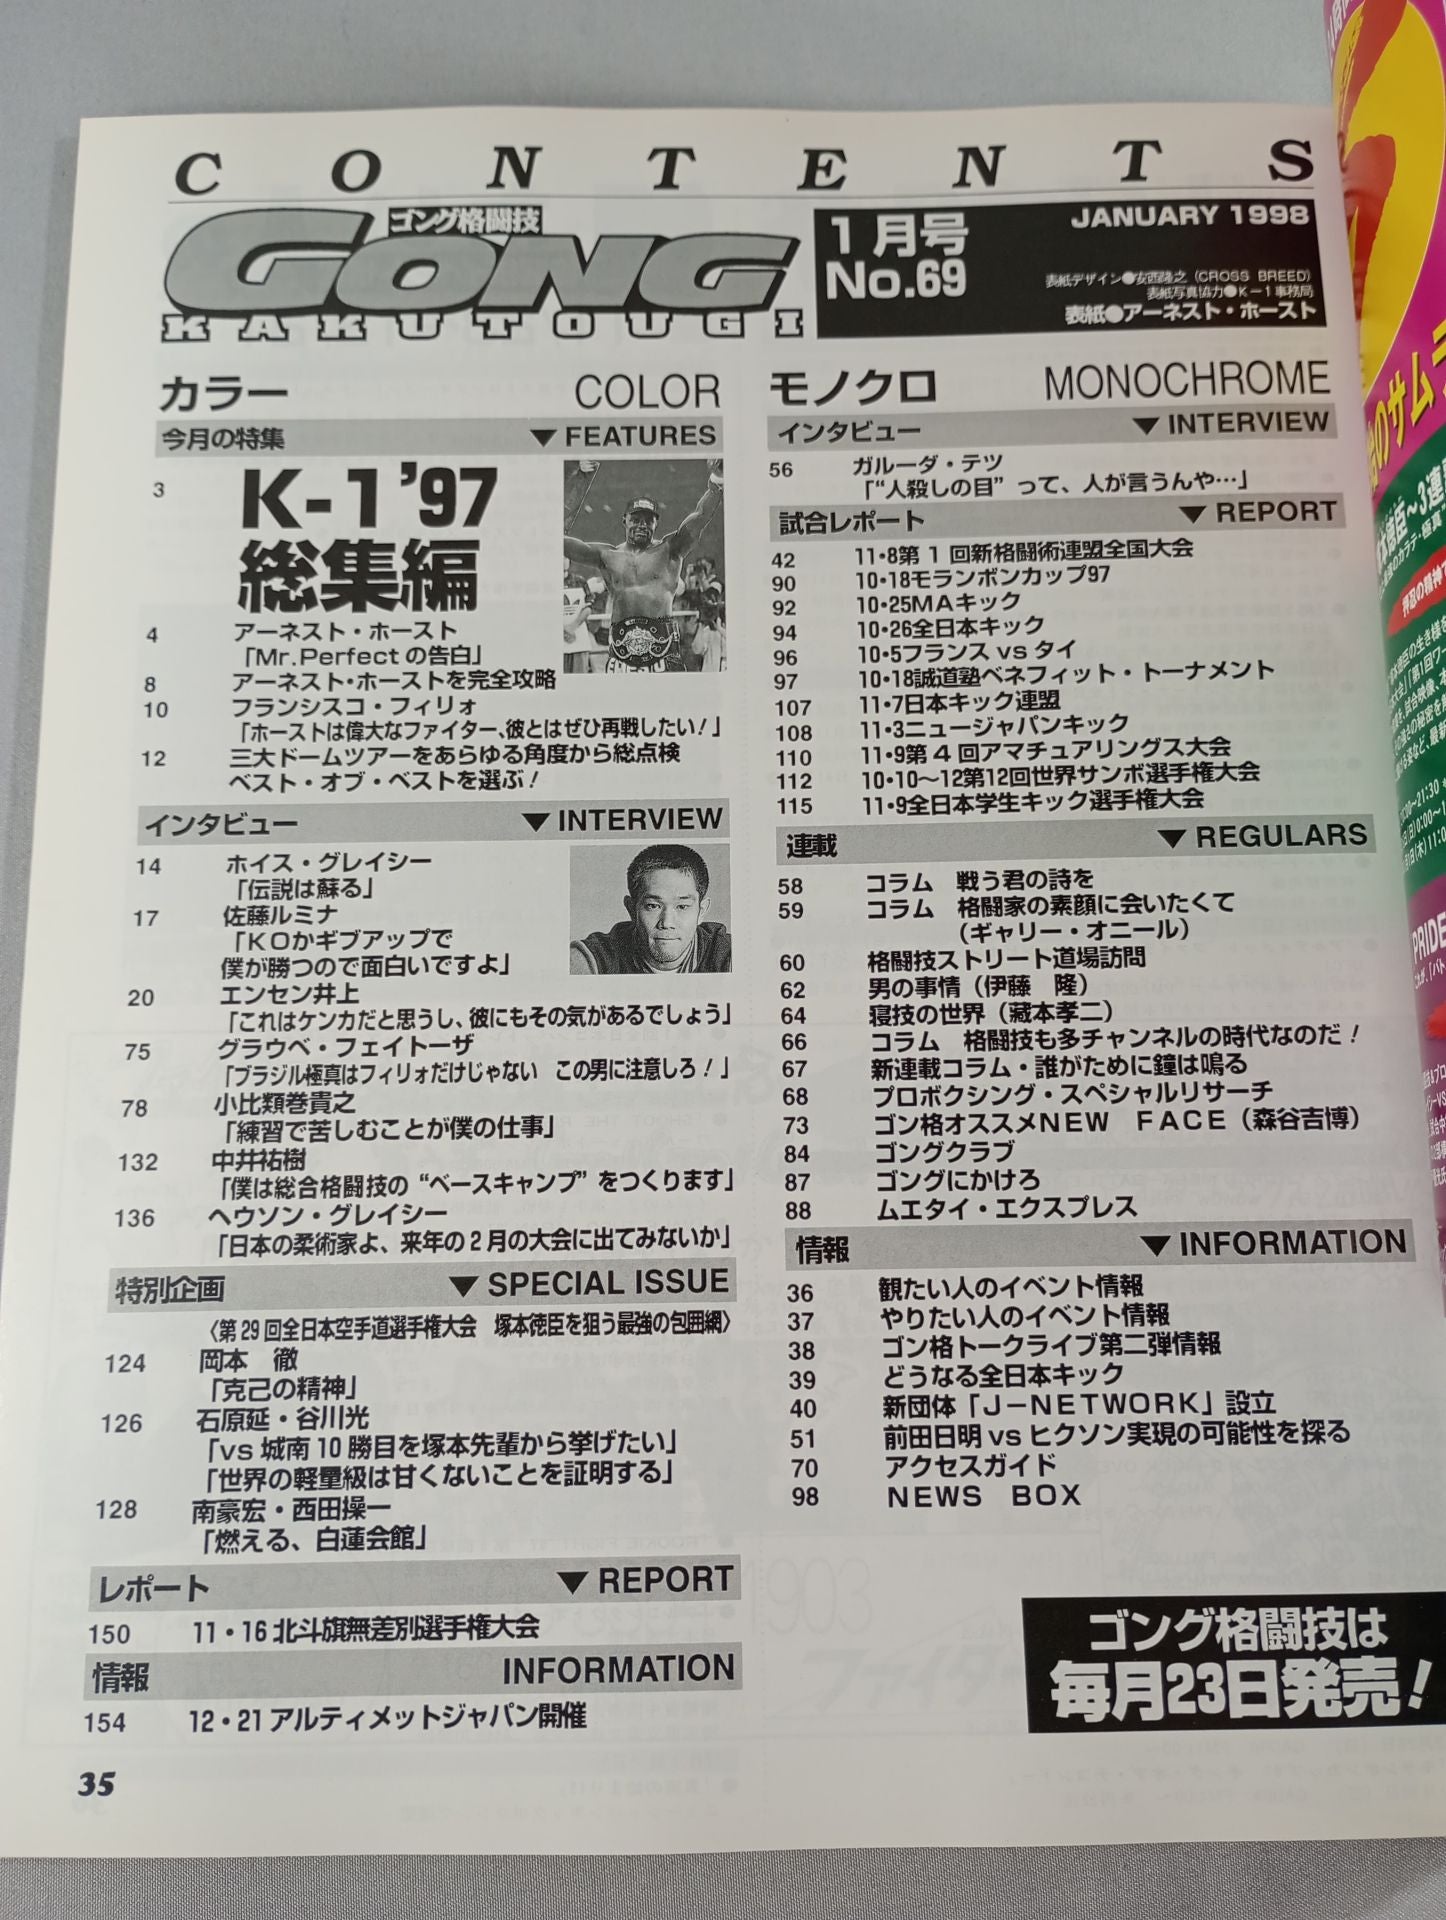 CONTENTS
ゴング格闘技
GONG
KAKUTOUGI
1月号
No.69
JANUARY 1998
表紙デザイン●安西隆之（CROSS BREED）
表紙写真協力●K－1事務局
表紙●アーネスト・ホースト
カラー COLOR
今月の特集 ▼FEATURES
3 K-1 '97
総集編
4 アーネスト・ホースト
「Mr.Perfectの告白」
8 アーネスト・ホーストを完全攻略
10 フランシスコ・フィリォ
「ホーストは偉大なファイター、彼とはぜひ再戦したい！」
12 三大ドームツアーをあらゆる角度から総点検
ベスト・オブ・ベストを選ぶ！
インタビュー ▼INTERVIEW
14 ホイス・グレイシー
「伝説は蘇る」
17 佐藤ルミナ
「KOかギブアップで
僕が勝つので面白いですよ」
20 エンセン井上
「これはケンカだと思うし、彼にもその気があるでしょう」
75 グラウベ・フェイトーザ
「ブラジル極真はフィリォだけじゃない この男に注意しろ！」
78 小比類巻貴之
「練習で苦しむことが僕の仕事」
132 中井祐樹
「僕は総合格闘技の“ベースキャンプ”をつくります」
136 ヘウソン・グレイシー
「日本の柔術家よ、来年の2月の大会に出てみないか」
特別企画 ▼SPECIAL ISSUE
〈第29回全日本空手道選手権大会 塚本徳臣を狙う最強の包囲網〉
124 岡本 徹
「克己の精神」
126 石原延・谷川光
「vs城南10勝目を塚本先輩から挙げたい」
「世界の軽量級は甘くないことを証明する」
128 南豪宏・西田操一
「燃える、白蓮会館」
レポート ▼REPORT
150 11・16北斗旗無差別選手権大会
情報 INFORMATION
154 12・21アルティメットジャパン開催
35
モノクロ MONOCHROME
インタビュー ▼INTERVIEW
56 ガルーダ・テツ
「“人殺しの目”って、人が言うんや…」
試合レポート ▼REPORT
42 11・8第1回新格闘術連盟全国大会
90 10・18モランボンカップ97
92 10・25MAキック
94 10・26全日本キック
96 10・5フランスvsタイ
97 10・18誠道塾ベネフィット・トーナメント
107 11・7日本キック連盟
108 11・3ニュージャパンキック
110 11・9第4回アマチュアリングス大会
112 10・10～12第12回世界サンボ選手権大会
115 11・9全日本学生キック選手権大会
連載 ▼REGULARS
58 コラム 戦う君の詩を
59 コラム 格闘家の素顔に会いたくて
（ギャリー・オニール）
60 格闘技ストリート道場訪問
62 男の事情（伊藤 隆）
64 寝技の世界（蔵本孝二）
66 コラム 格闘技も多チャンネルの時代なのだ！
67 新連載コラム・誰がために鐘は鳴る
68 プロボクシング・スペシャルリサーチ
73 ゴン格オススメNEW FACE（森谷吉博）
84 ゴングクラブ
87 ゴングにかけろ
88 ムエタイ・エクスプレス
情報 ▼INFORMATION
36 観たい人のイベント情報
37 やりたい人のイベント情報
38 ゴン格トークライブ第二弾情報
39 どうなる全日本キック
40 新団体「J－NETWORK」設立
51 前田日明vsヒクソン実現の可能性を探る
70 アクセスガイド
98 NEWS BOX
ゴング格闘技は
毎月23日発売！